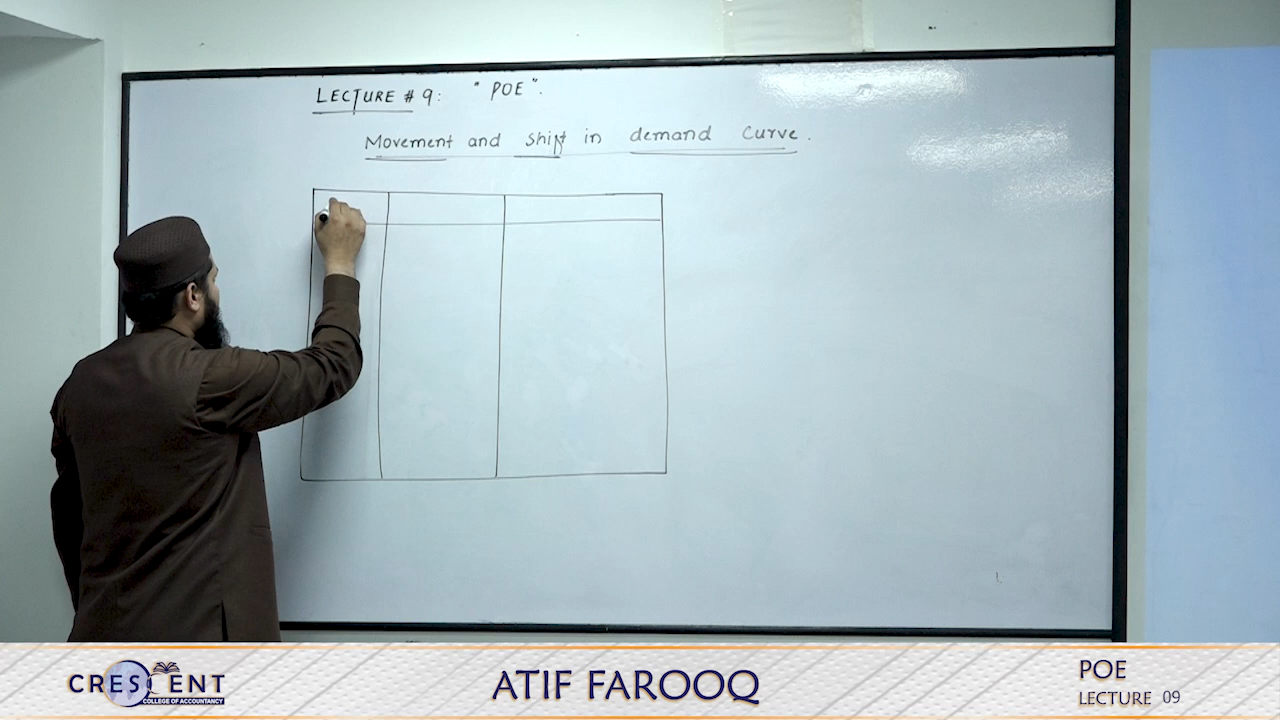 LECTURE # 9: " POE ".
Movement and shift in demand Curve.
CRESCENT
COLLEGE OF ACCOUNTANCY
ATIF FAROOQ
POE
LECTURE 09